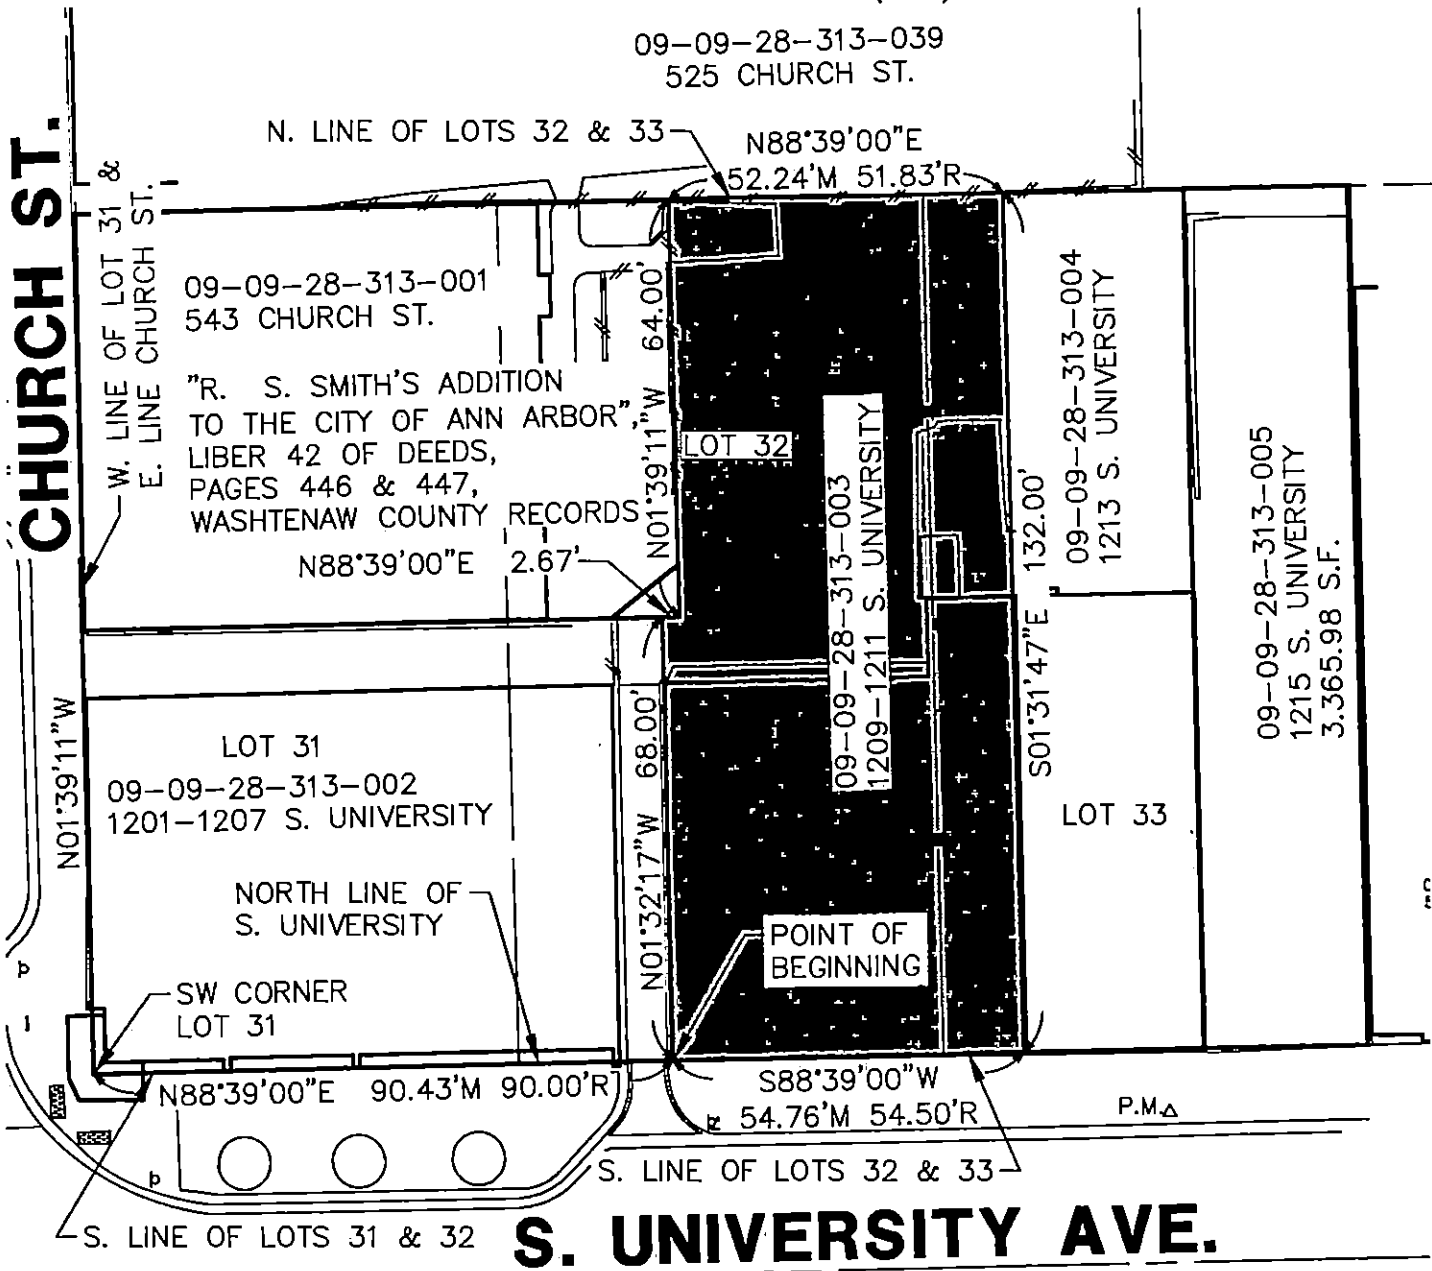 09-09-28-313-039
525 CHURCH ST.
N. LINE OF LOTS 32 & 33
N88°39'00"E
52.24'M 51.83'R
CHURCH ST.
W. LINE OF LOT 31 &
E. LINE CHURCH ST.
09-09-28-313-001
543 CHURCH ST.
"R. S. SMITH'S ADDITION
TO THE CITY OF ANN ARBOR",
LIBER 42 OF DEEDS,
PAGES 446 & 447,
WASHTENAW COUNTY RECORDS
N88°39'00"E 2.67'
N01°39'11"W 64.00'
LOT 32
09-09-28-313-003
1209-1211 S. UNIVERSITY
S01°31'47"E 132.00'
09-09-28-313-004
1213 S. UNIVERSITY
09-09-28-313-005
1215 S. UNIVERSITY
3.365.98 S.F.
N01°39'11"W
LOT 31
09-09-28-313-002
1201-1207 S. UNIVERSITY
N01°32'17"W 68.00'
LOT 33
NORTH LINE OF
S. UNIVERSITY
POINT OF
BEGINNING
SW CORNER
LOT 31
N88°39'00"E 90.43'M 90.00'R
S88°39'00"W
54.76'M 54.50'R
P.M.
S. LINE OF LOTS 32 & 33
S. LINE OF LOTS 31 & 32
S. UNIVERSITY AVE.